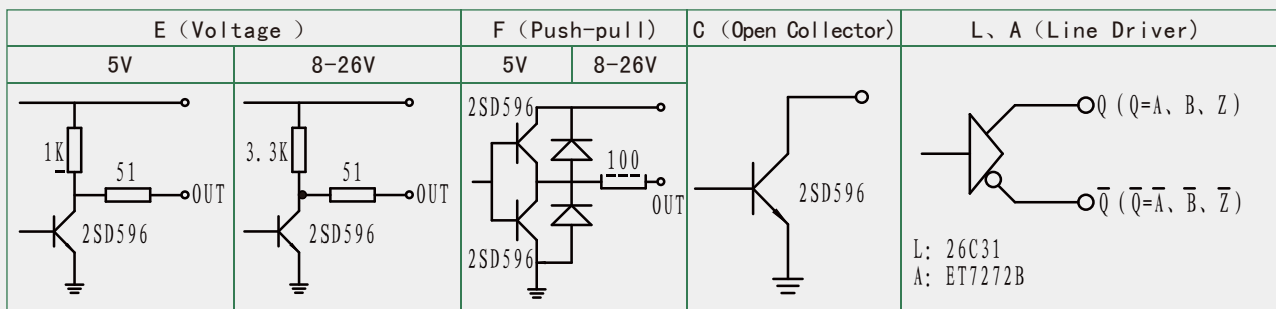 E（Voltage ） F（Push-pull) C（Open Collector) L、A（Line Driver)
5V 8-26V 5V 8-26V
1K 51 OUT 2SD596
3.3K 51 OUT 2SD596
2SD596 100 OUT 2SD596
2SD596
Q（Q=A、B、Z）
Q̅（Q̅=A̅、B̅、Z̅）
L: 26C31
A: ET7272B